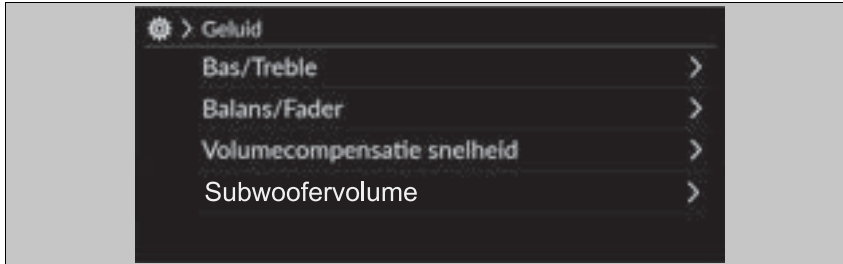 Geluid
Bas/Treble
Balans/Fader
Volumecompensatie snelheid
Subwoofervolume